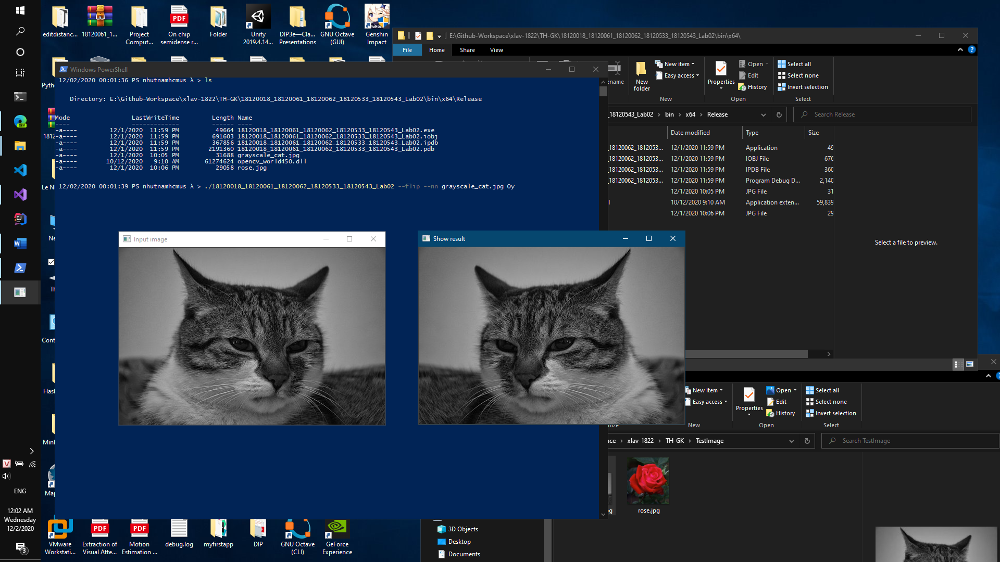 editdistanc...
18120061_1...
Project Comput...
On chip semidense r...
Folder
Unity 2019.4.14...
DIP3e—Cla... Presentations
GNU Octave (GUI)
Genshin Impact
E:\Github-Workspace\xlav-1822\TH-GK\18120018_18120061_18120062_18120533_18120543_Lab02\bin\x64\
File Home Share View
Windows PowerShell
12/02/2020 00:01:36 PS nhutnamhcmus λ > ls
Directory: E:\Github-Workspace\xlav-1822\TH-GK\18120018_18120061_18120062_18120533_18120543_Lab02\bin\x64\Release
Mode LastWriteTime Length Name
---- ------------- ------ ----
-a---- 12/1/2020 11:59 PM 49664 18120018_18120061_18120062_18120533_18120543_Lab02.exe
-a---- 12/1/2020 11:59 PM 691603 18120018_18120061_18120062_18120533_18120543_Lab02.iobj
-a---- 12/1/2020 11:59 PM 367856 18120018_18120061_18120062_18120533_18120543_Lab02.ipdb
-a---- 12/1/2020 11:59 PM 2191360 18120018_18120061_18120062_18120533_18120543_Lab02.pdb
-a---- 12/1/2020 10:05 PM 31688 grayscale_cat.jpg
-a---- 10/12/2020 9:10 AM 61274624 opencv_world450.dll
-a---- 12/1/2020 10:06 PM 29058 rose.jpg
12/02/2020 00:01:39 PS nhutnamhcmus λ > ./18120018_18120061_18120062_18120533_18120543_Lab02 --flip --nn grayscale_cat.jpg Oy
Input image
Show result
ename
New folder
New item
Easy access
New
Properties
Open
Edit
History
Open
Select all
Select none
Invert selection
Select
_18120543_Lab02 > bin > x64 > Release
Search Release
Date modified Type Size
_18120062_1812053... 12/1/2020 11:59 PM Application 49
_18120062_1812053... 12/1/2020 11:59 PM IOBJ File 676
_18120062_1812053... 12/1/2020 11:59 PM IPDB File 360
_18120062_1812053... 12/1/2020 11:59 PM Program Debug D... 2,140
12/1/2020 10:05 PM JPG File 31
10/12/2020 9:10 AM Application exten... 59,839
12/1/2020 10:06 PM JPG File 29
Select a file to preview.
New item
Easy access
New
Properties
Open
Edit
History
Open
Select all
Select none
Invert selection
Select
ace > xlav-1822 > TH-GK > TestImage
Search TestImage
rose.jpg
3D Objects
Desktop
Documents
Pyth
1812
Le N
Ne
Th
Cont
Hask
MinE
Map
ENG
12:02 AM
Wednesday
12/2/2020
3
VMware Workstati...
Extraction of Visual Atte...
Motion Estimation ...
debug.log
myfirstapp
DIP
GNU Octave (CLI)
GeForce Experience